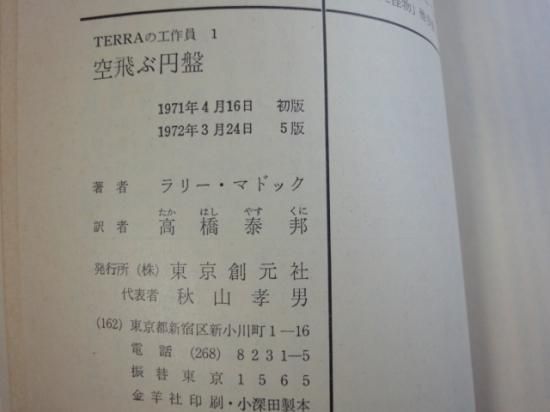 TERRAの工作員 1
空飛ぶ円盤
1971年4月16日 初版
1972年3月24日 5版
著者 ラリー・マドック
たか はし やす くに
訳者 高橋泰邦
発行所 (株) 東京創元社
代表者 秋山孝男
(162) 東京都新宿区新小川町1—16
電話 (268) 8231—5
振替東京 1565
金羊社印刷・小深田製本